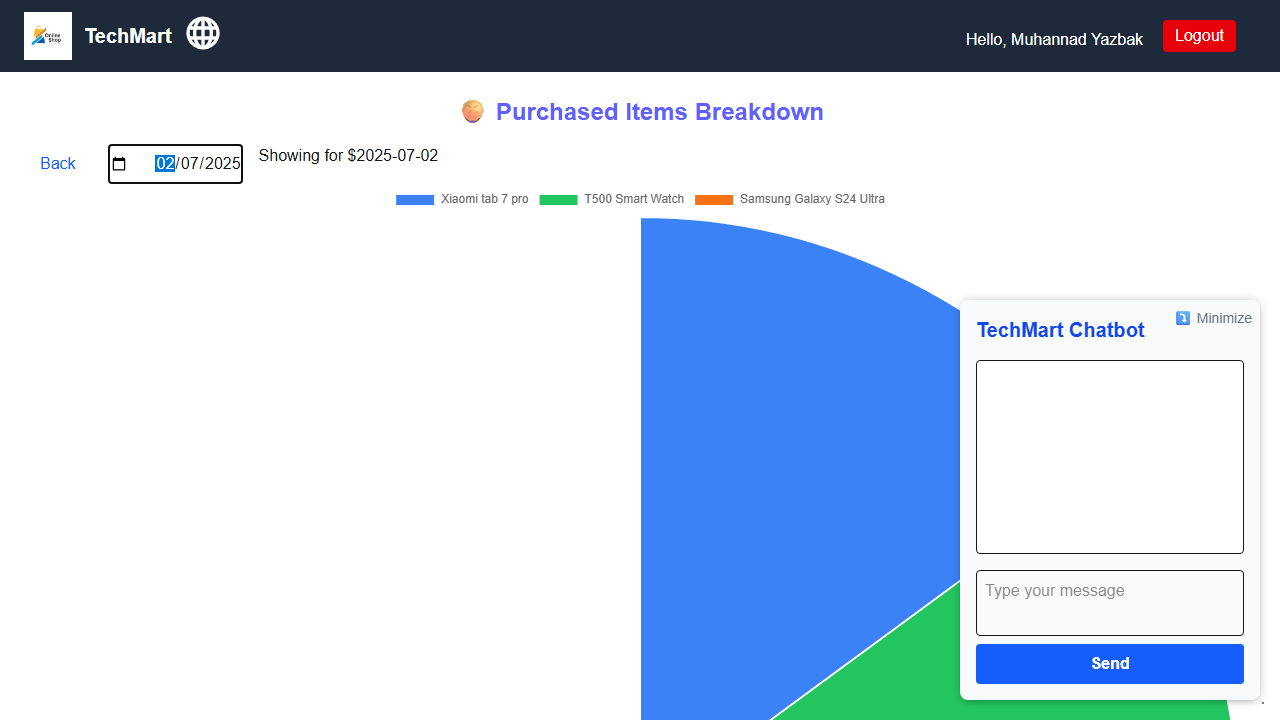 Online
Shop
TechMart
Hello, Muhannad Yazbak
Logout
Purchased Items Breakdown
Back
02/07/2025
Showing for $2025-07-02
Xiaomi tab 7 pro
T500 Smart Watch
Samsung Galaxy S24 Ultra
Minimize
TechMart Chatbot
Type your message
Send